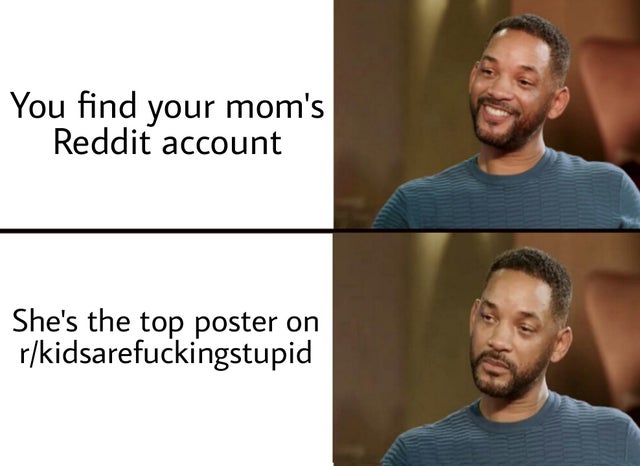 You find your mom's
Reddit account
She's the top poster on
r/kidsarefuckingstupid